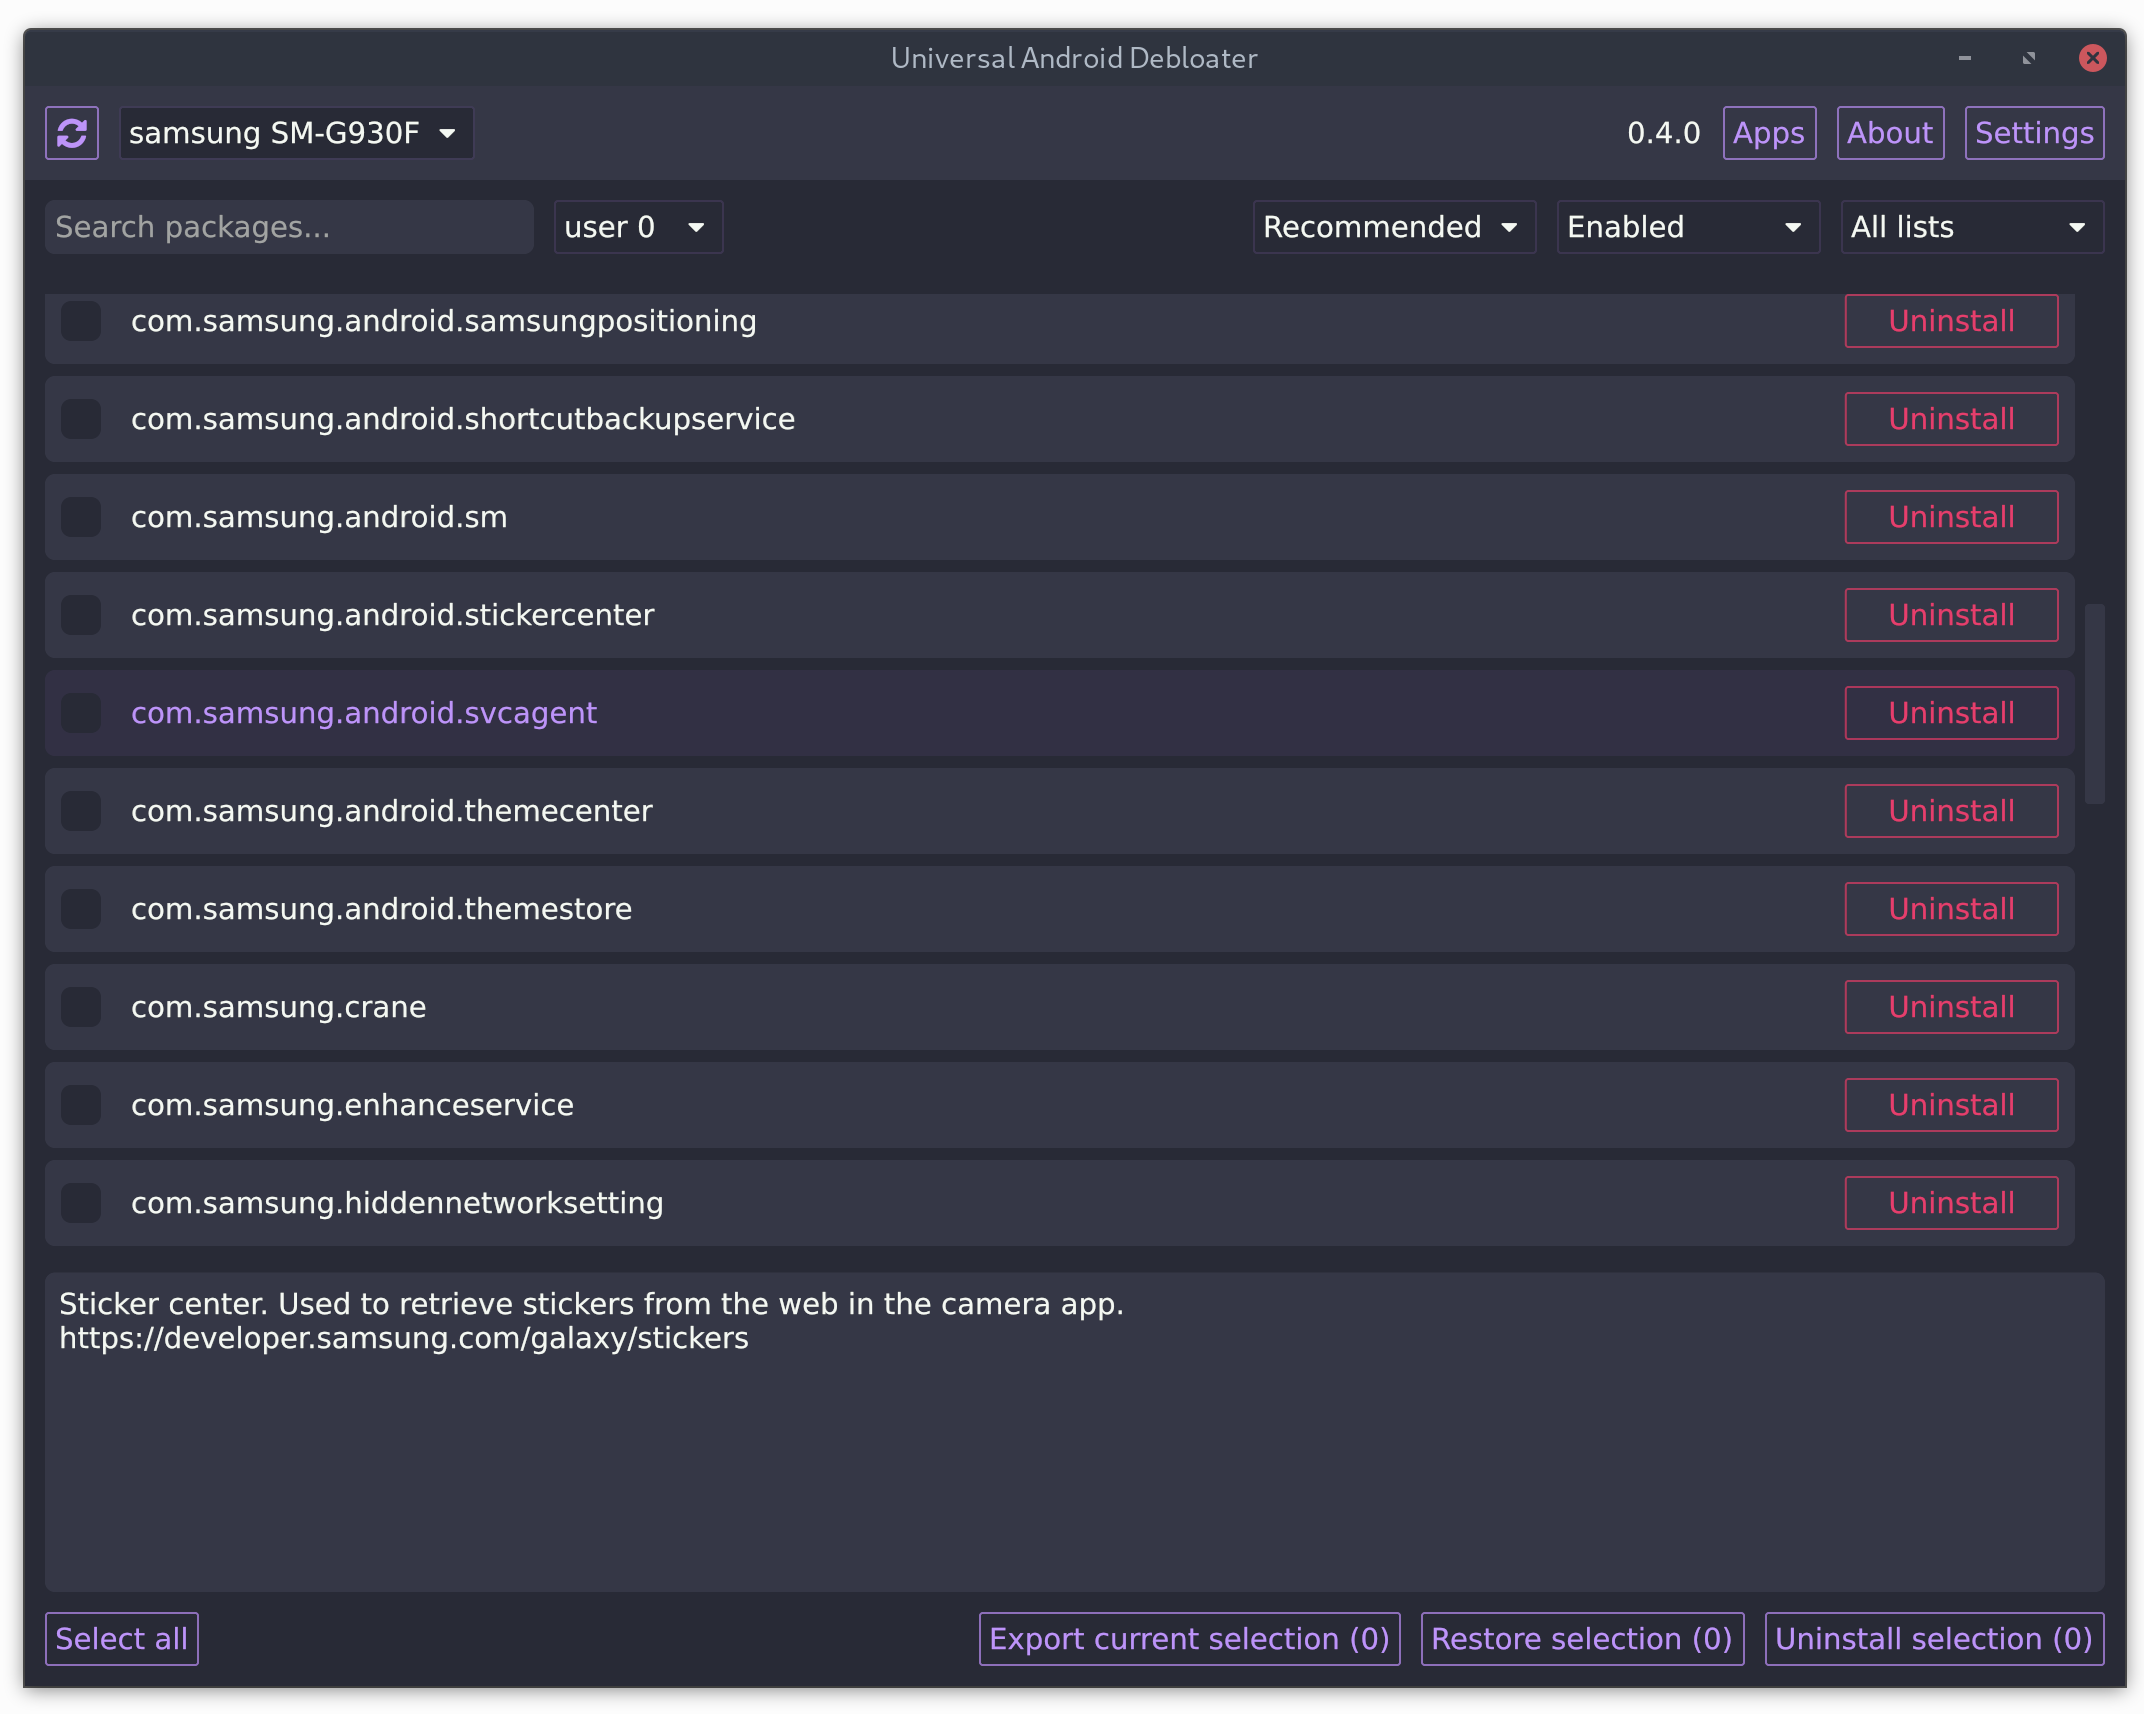 Universal Android Debloater
samsung SM-G930F
0.4.0 Apps About Settings
Search packages... user 0 Recommended Enabled All lists
com.samsung.android.samsungpositioning Uninstall
com.samsung.android.shortcutbackupservice Uninstall
com.samsung.android.sm Uninstall
com.samsung.android.stickercenter Uninstall
com.samsung.android.svcagent Uninstall
com.samsung.android.themecenter Uninstall
com.samsung.android.themestore Uninstall
com.samsung.crane Uninstall
com.samsung.enhanceservice Uninstall
com.samsung.hiddennetworksetting Uninstall
Sticker center. Used to retrieve stickers from the web in the camera app.
https://developer.samsung.com/galaxy/stickers
Select all Export current selection (0) Restore selection (0) Uninstall selection (0)